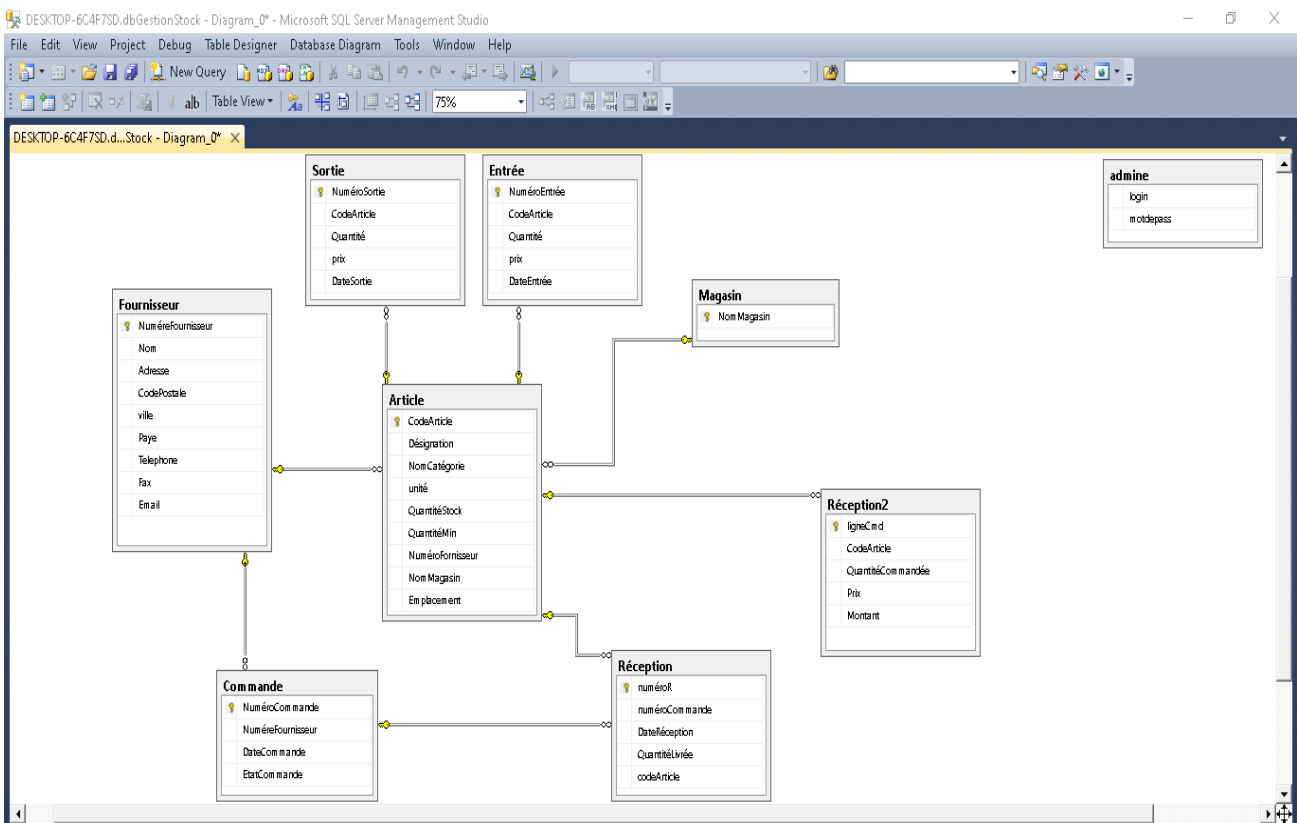 DESKTOP-6C4F7SD.dbGestionStock - Diagram_0* - Microsoft SQL Server Management Studio
File Edit View Project Debug Table Designer Database Diagram Tools Window Help
New Query
ab Table View 75%
DESKTOP-6C4F7SD.d...Stock - Diagram_0*
Sortie
NuméroSortie
CodeArticle
Quantité
prix
DateSortie
Entrée
NuméroEntrée
CodeArticle
Quantité
prix
DateEntrée
admine
login
motdepass
Fournisseur
NuméreFournisseur
Nom
Adresse
CodePostale
ville
Paye
Telephone
Fax
Email
Magasin
NomMagasin
Article
CodeArticle
Désignation
NomCatégorie
unité
QuantitéStock
QuantitéMin
NuméroFornisseur
NomMagasin
Emplacement
Réception2
ligneCmd
CodeArticle
QuantitéCommandée
Prix
Montant
Commande
NuméroCommande
NuméreFournisseur
DateCommande
EtatCommande
Réception
numéroR
numéroCommande
DateRéception
QuantitéLivrée
codeArticle